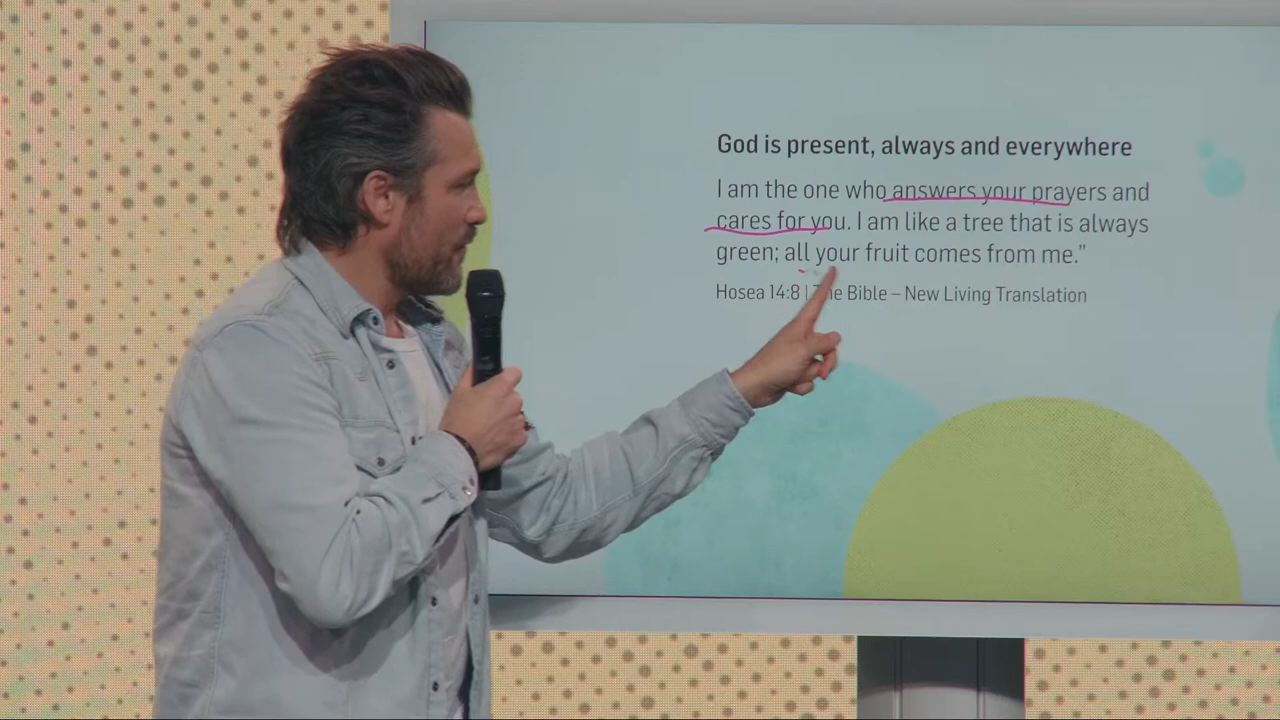 God is present, always and everywhere
I am the one who answers your prayers and
cares for you. I am like a tree that is always
green; all your fruit comes from me.”
Hosea 14:8 | The Bible – New Living Translation